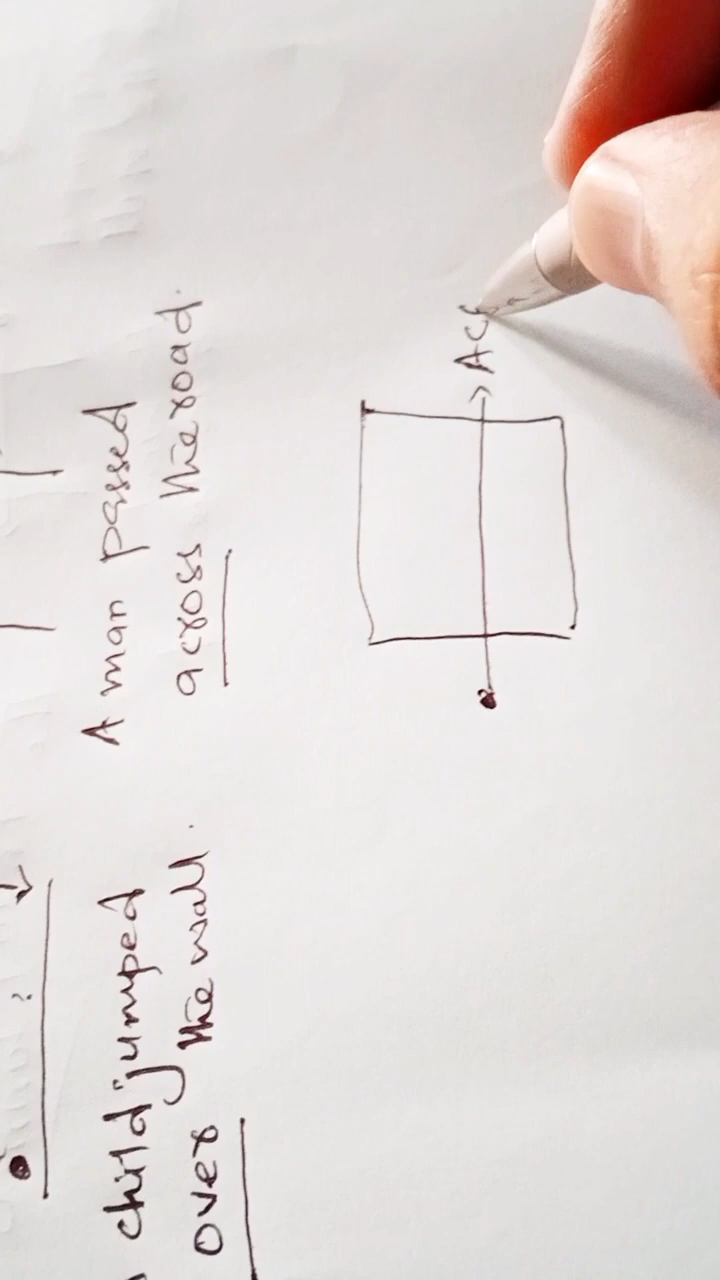 child jumped
over the wall.
A man passed
across the road.
Acr